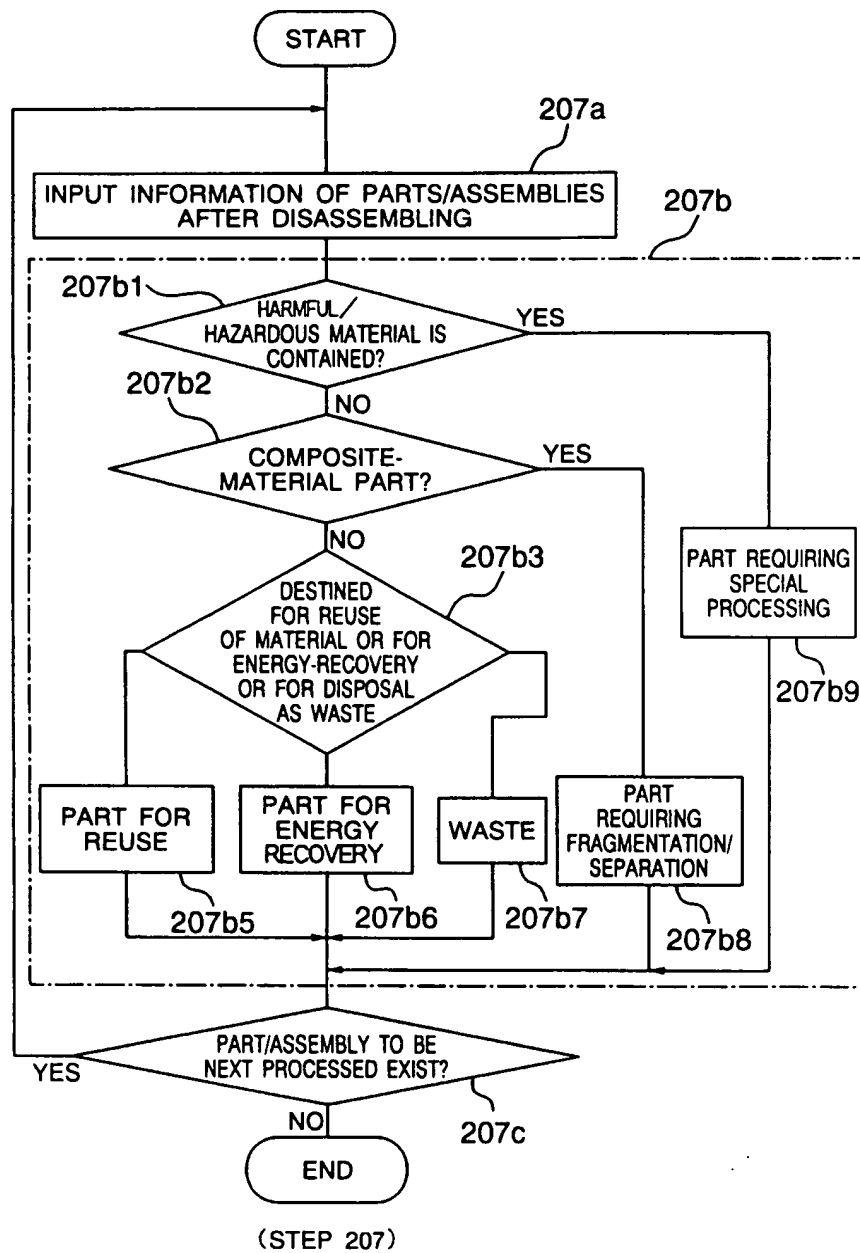 START
207a
INPUT INFORMATION OF PARTS/ASSEMBLIES
AFTER DISASSEMBLING
207b
207b1
HARMFUL/
HAZARDOUS MATERIAL IS
CONTAINED?
YES
NO
207b2
COMPOSITE-
MATERIAL PART?
YES
NO
207b3
DESTINED
FOR REUSE
OF MATERIAL OR FOR
ENERGY-RECOVERY
OR FOR DISPOSAL
AS WASTE
PART REQUIRING
SPECIAL
PROCESSING
207b9
PART FOR
REUSE
207b5
PART FOR
ENERGY
RECOVERY
207b6
WASTE
207b7
PART
REQUIRING
FRAGMENTATION/
SEPARATION
207b8
PART/ASSEMBLY TO BE
NEXT PROCESSED EXIST?
YES
207c
NO
END
(STEP 207)